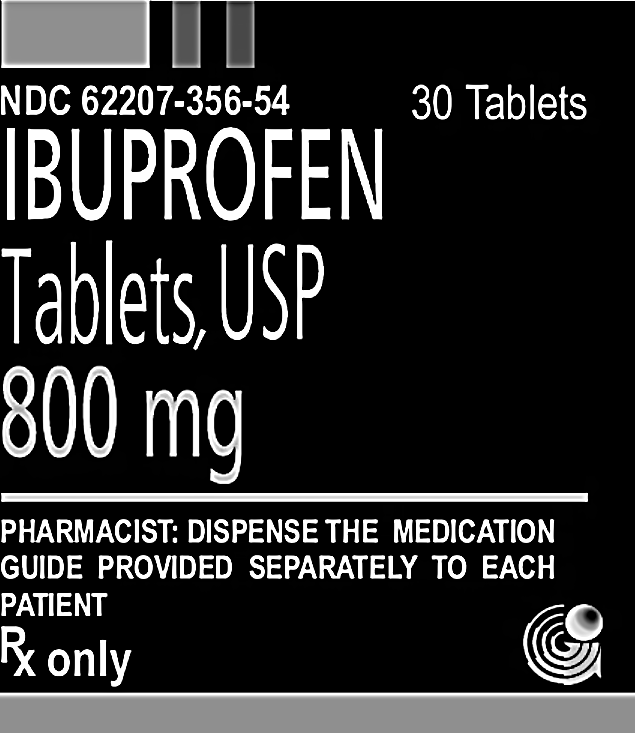 NDC 62207-356-54
30 Tablets
IBUPROFEN
Tablets, USP
800 mg
PHARMACIST: DISPENSE THE MEDICATION
GUIDE PROVIDED SEPARATELY TO EACH
PATIENT
Rx only